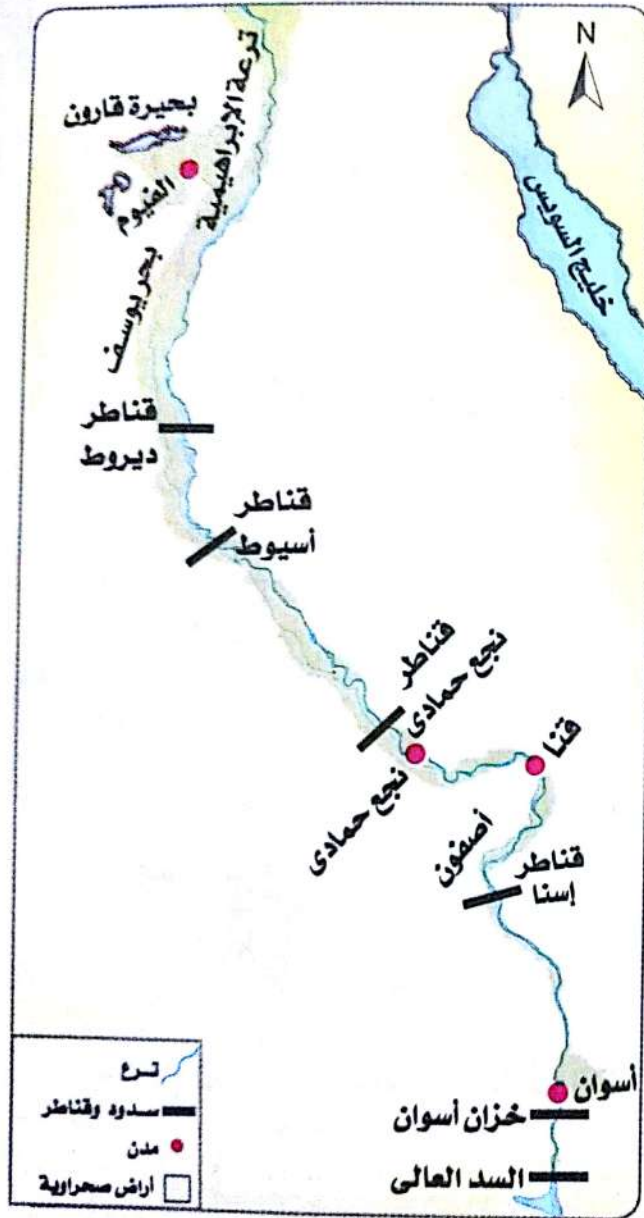 N
ترعة الإبراهيمية
بحيرة قارون
الفيوم
خليج السويس
بحر يوسف
قناطر
ديروط
قناطر
أسيوط
قناطر
نجع حمادى
نجع حمادى
قنا
أصفون
قناطر
إسنا
أسوان
خزان أسوان
السد العالى
ترع
سدود وقناطر
مدن
أراض صحراوية